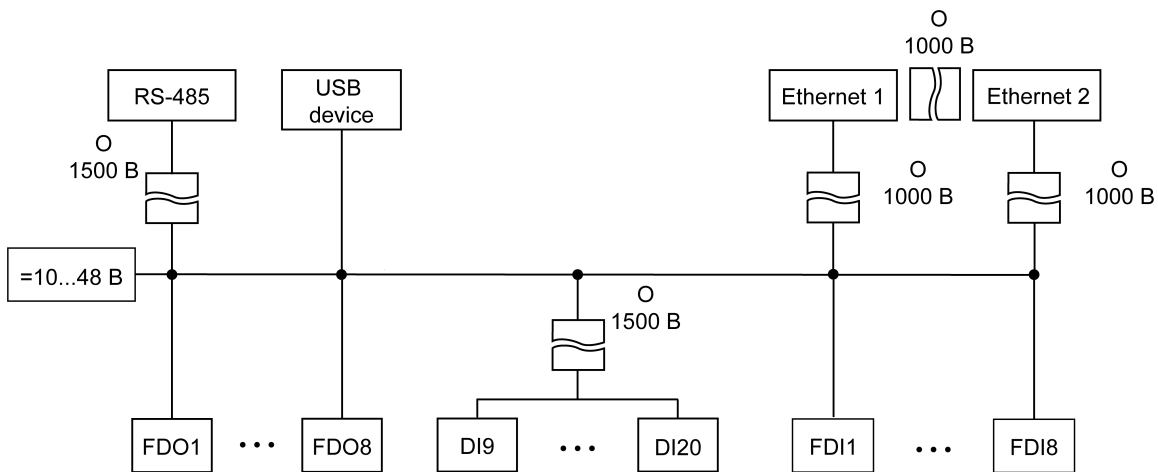 О
1000 В
RS-485
USB
device
Ethernet 1
Ethernet 2
О
1500 В
О
1000 В
О
1000 В
=10...48 В
О
1500 В
FDO1
...
FDO8
DI9
...
DI20
FDI1
...
FDI8